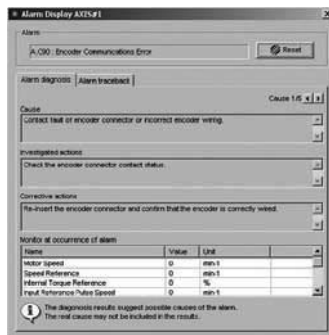 Alarm Display AXIS#1
Alarm
A.C90 : Encoder Communications Error
Reset
Alarm diagnosis Alarm traceback
Cause 1/5
Cause
Contact fault of encoder connector or incorrect encoder wiring.
Investigated actions
Check the encoder connector contact status.
Corrective actions
Re-insert the encoder connector and confirm that the encoder is correctly wired.
Monitor at occurrence of alarm
Name Value Unit
Motor Speed 0 min-1
Speed Reference 0 min-1
Internal Torque Reference 0 %
Input Reference Pulse Speed 0 min-1
The diagnosis results suggest possible causes of the alarm.
The real cause may not be included in the results.